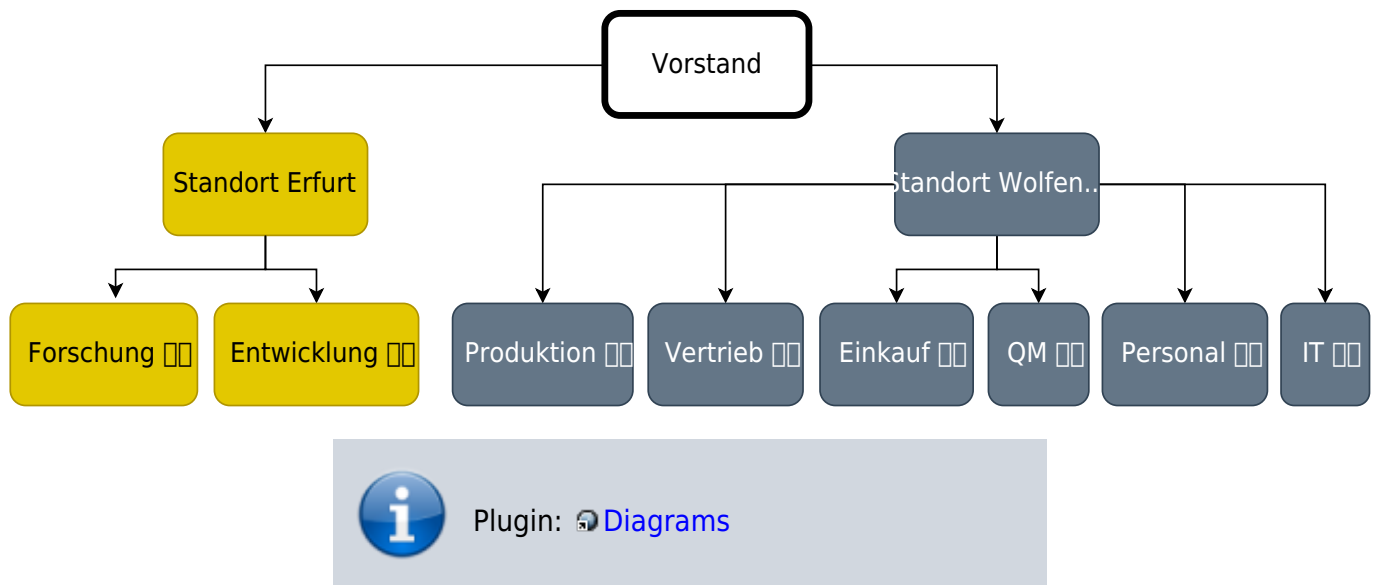 Vorstand
Standort Erfurt
Standort Wolfen..
Forschung
Entwicklung
Produktion
Vertrieb
Einkauf
QM
Personal
IT
Plugin: Diagrams